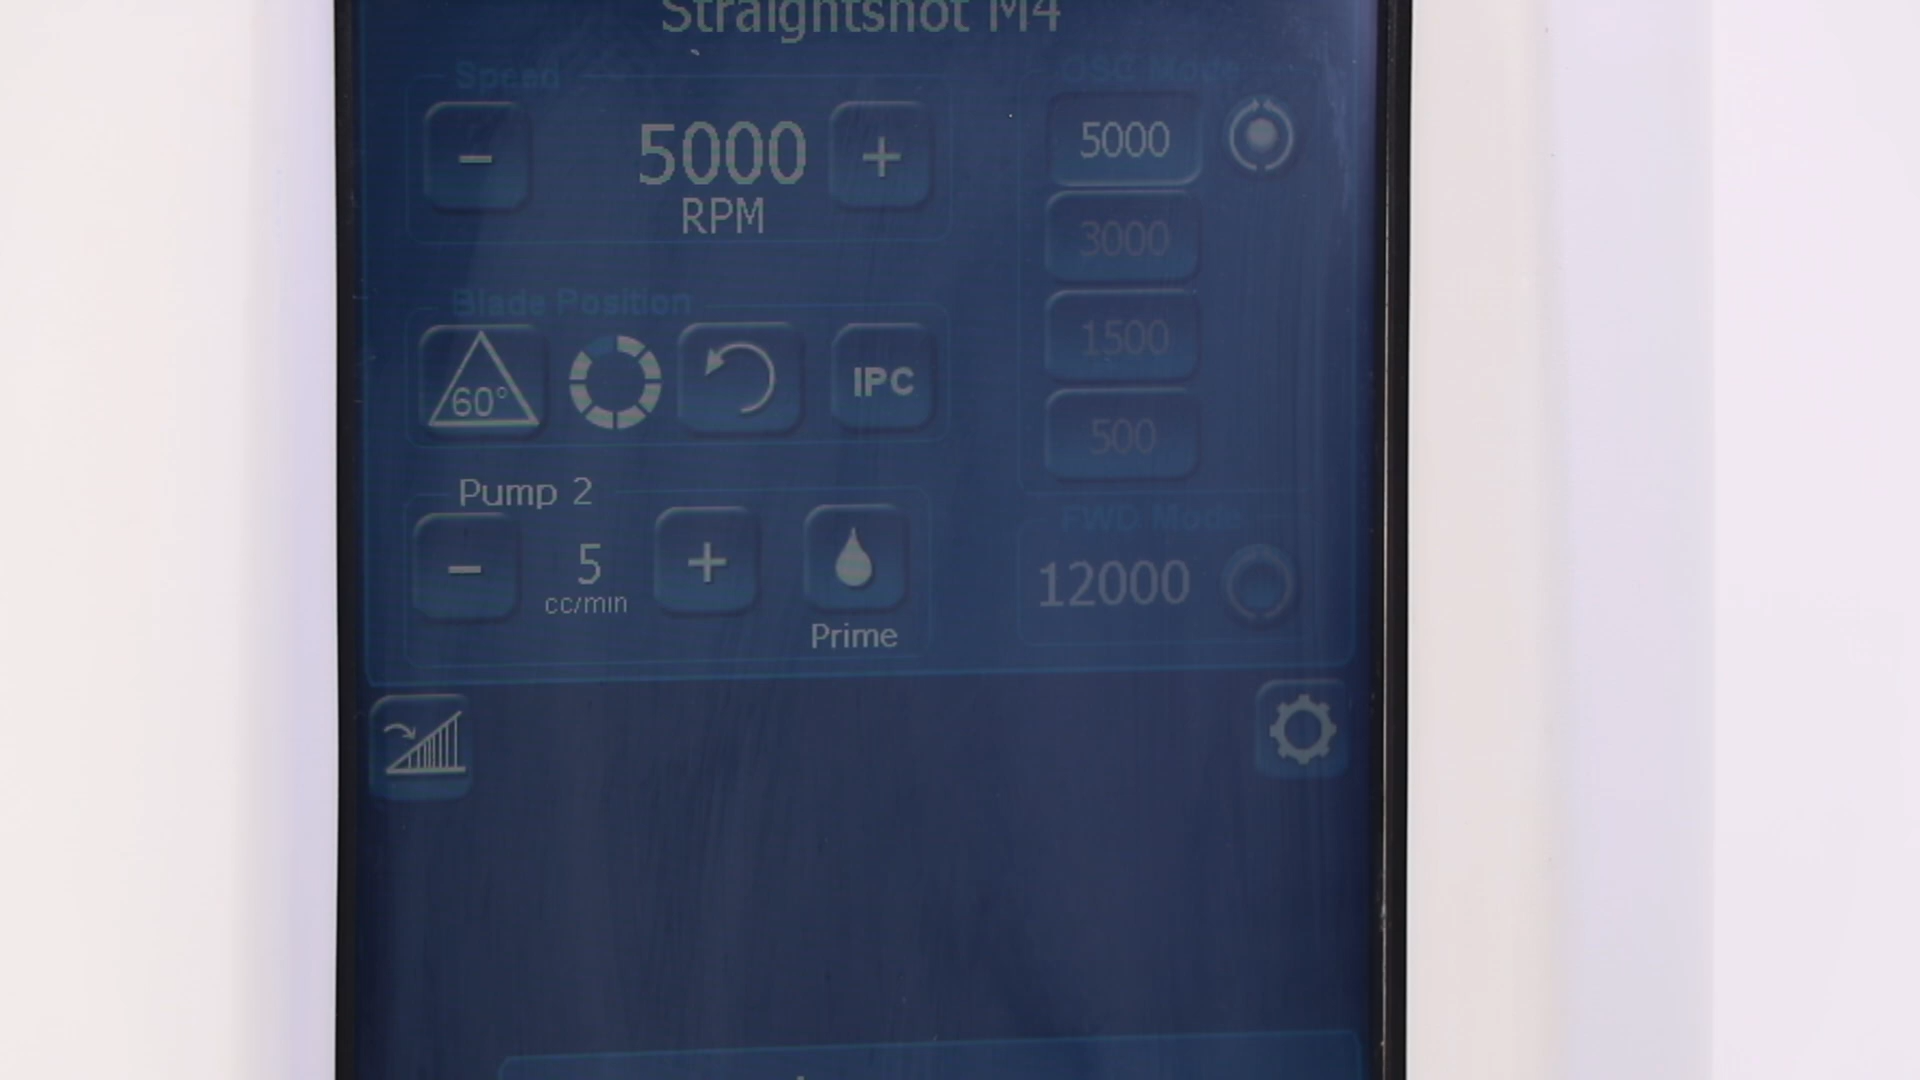 Straightshot M4
Speed
−
5000
+
RPM
OSC Mode
5000
3000
1500
500
Blade Position
60°
IPC
Pump 2
−
5
+
cc/min
Prime
FWD Mode
12000